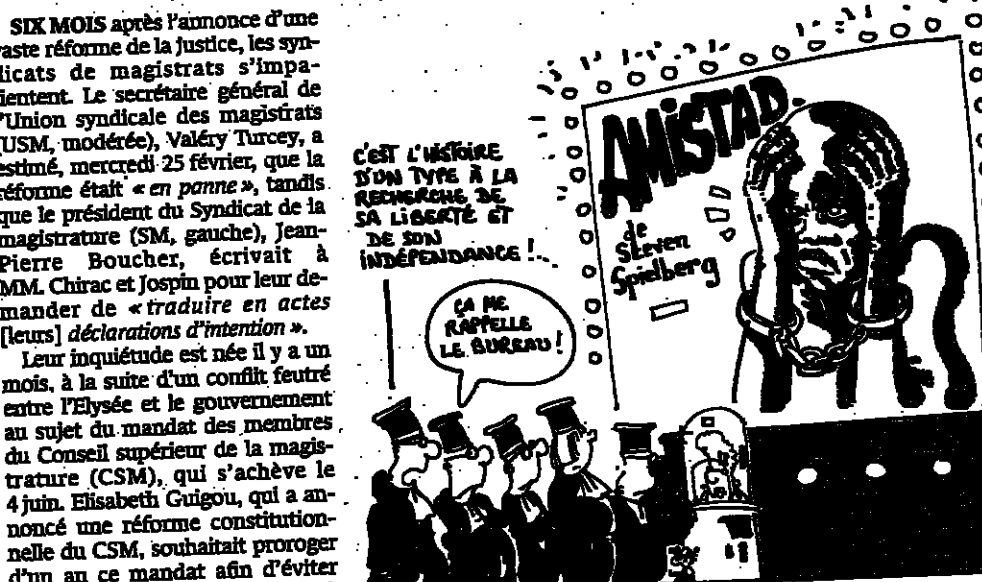 SIX MOIS après l'annonce d'une
vaste réforme de la justice, les syn-
dicats de magistrats s'impa-
tientent. Le secrétaire général de
l'Union syndicale des magistrats
(USM, modérée), Valéry Turcey, a
estimé, mercredi 25 février, que la
réforme était « en panne », tandis
que le président du Syndicat de la
magistrature (SM, gauche), Jean-
Pierre Boucher, écrivait à
MM. Chirac et Jospin pour leur de-
mander de « traduire en actes
[leurs] déclarations d'intention ».
Leur inquiétude est née il y a un
mois, à la suite d'un conflit feutré
entre l'Elysée et le gouvernement
au sujet du mandat des membres
du Conseil supérieur de la magis-
trature (CSM), qui s'achève le
4 juin. Elisabeth Guigou, qui a an-
noncé une réforme constitution-
nelle du CSM, souhaitait proroger
d'un an ce mandat afin d'éviter
C'EST L'HISTOIRE
D'UN TYPE À LA
RECHERCHE DE
SA LIBERTÉ ET
DE SON
INDÉPENDANCE !...
ÇA ME
RAPPELLE
LE BUREAU !
AMISTAD
de
Steven
Spielberg